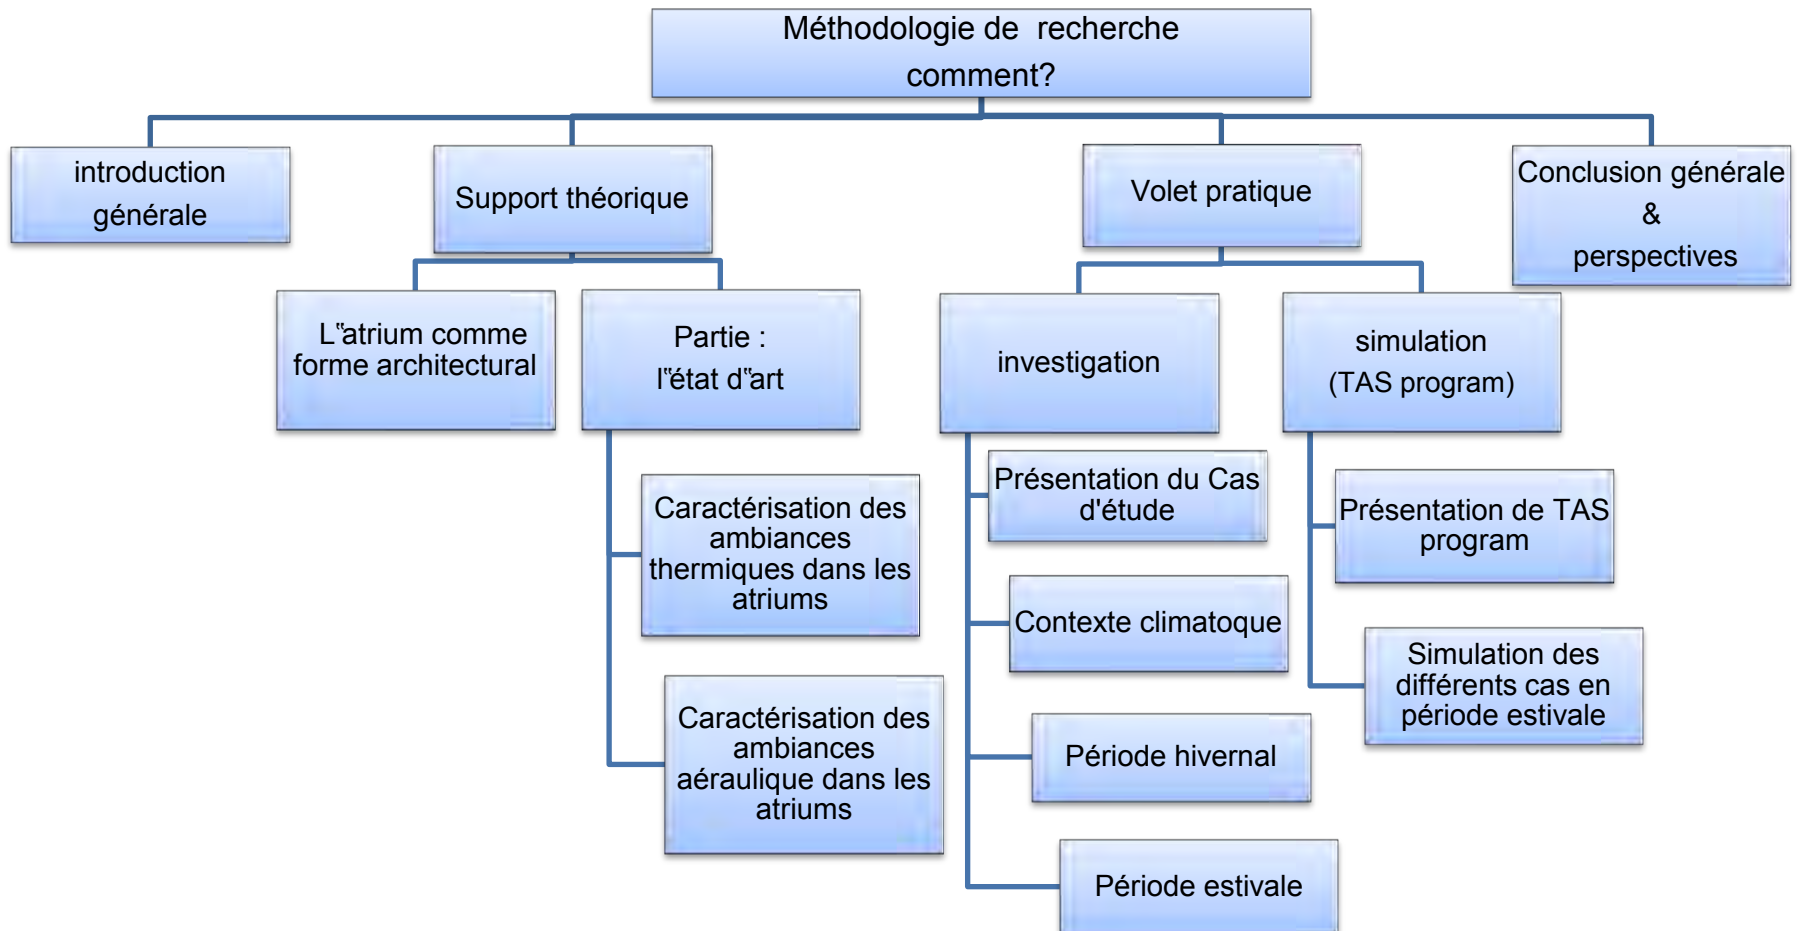 Méthodologie de recherche
comment?
introduction
générale
Support théorique
Volet pratique
Conclusion générale
&
perspectives
L‟atrium comme
forme architectural
Partie :
l‟état d‟art
investigation
simulation
(TAS program)
Caractérisation des
ambiances
thermiques dans les
atriums
Caractérisation des
ambiances
aéraulique dans les
atriums
Présentation du Cas
d'étude
Contexte climatoque
Période hivernal
Période estivale
Présentation de TAS
program
Simulation des
différents cas en
période estivale